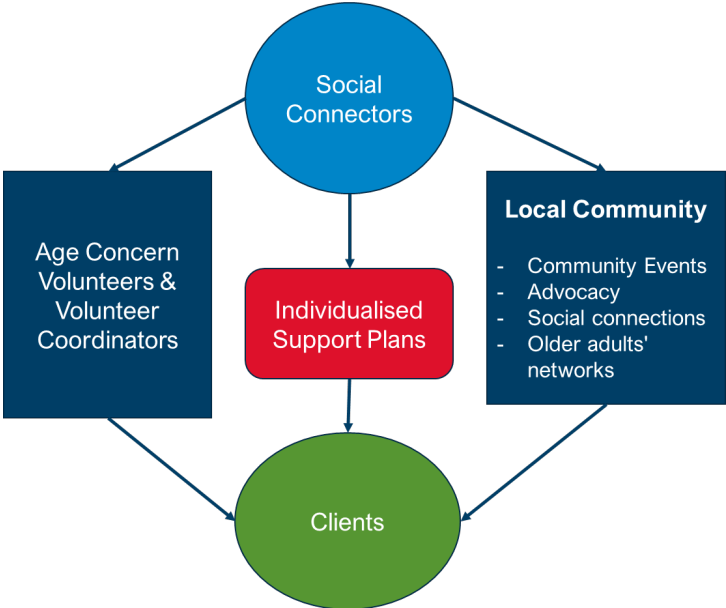 Social
Connectors
Age Concern
Volunteers &
Volunteer
Coordinators
Individualised
Support Plans
Local Community
- Community Events
- Advocacy
- Social connections
- Older adults'
networks
Clients